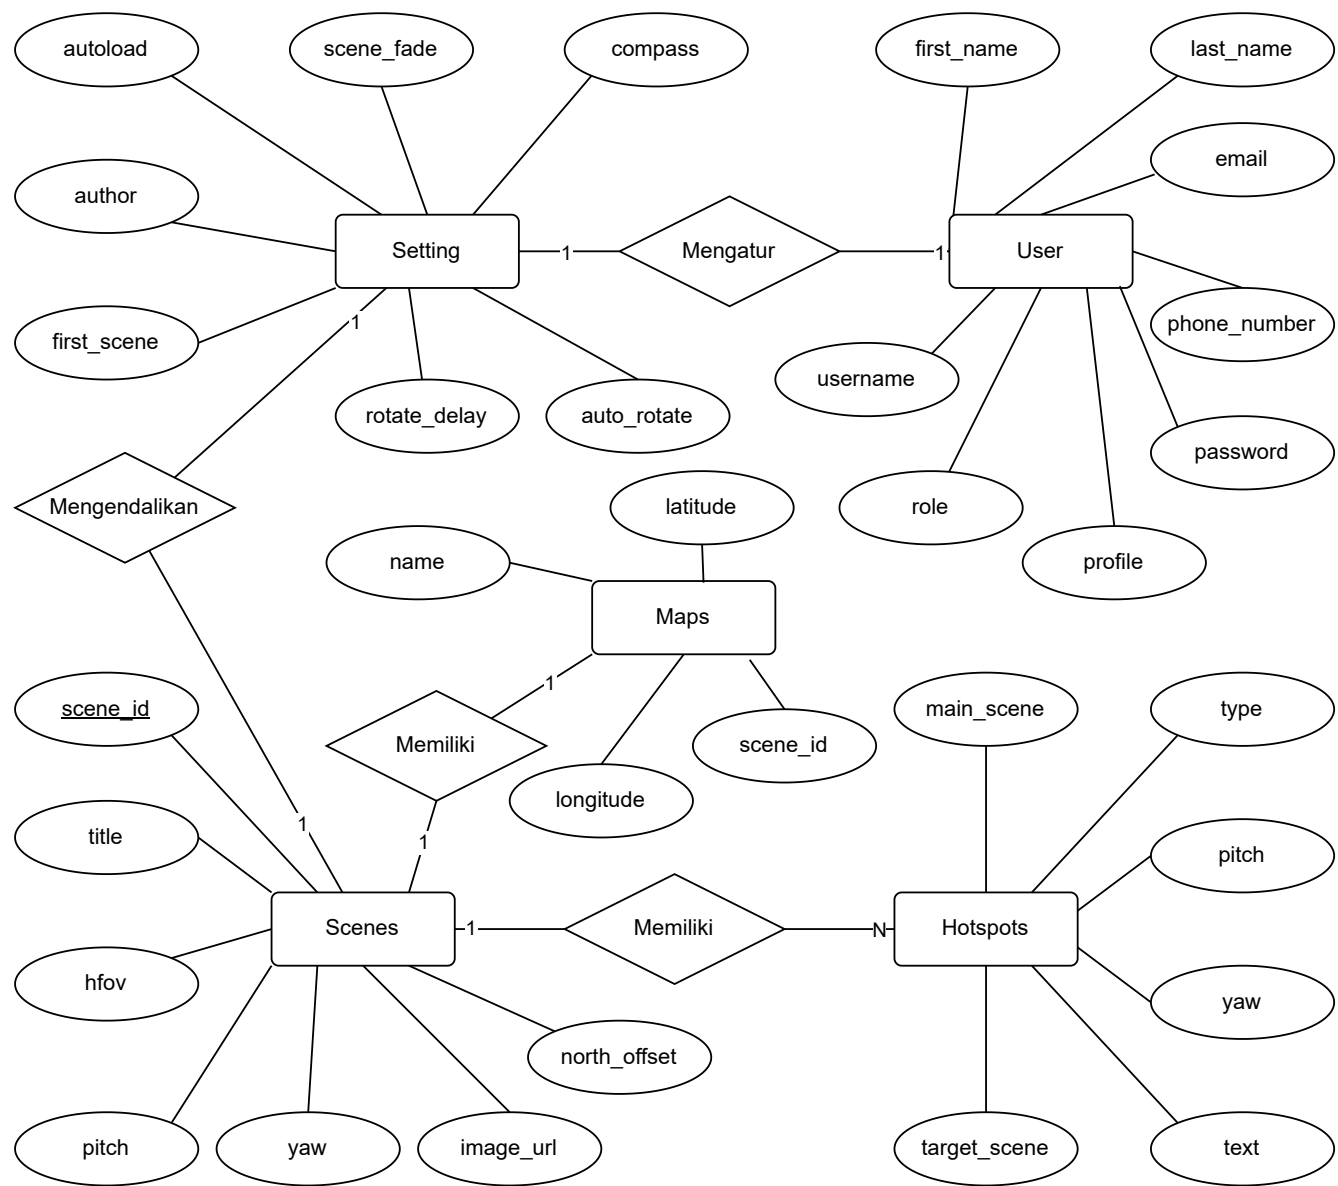 autoload
scene_fade
compass
first_name
last_name
email
author
Setting
1
Mengatur
1
User
first_scene
1
phone_number
username
rotate_delay
auto_rotate
password
Mengendalikan
latitude
role
name
profile
Maps
1
scene_id
main_scene
type
Memiliki
scene_id
longitude
1
1
title
pitch
Scenes
1
Memiliki
N
Hotspots
hfov
yaw
north_offset
pitch
yaw
image_url
target_scene
text